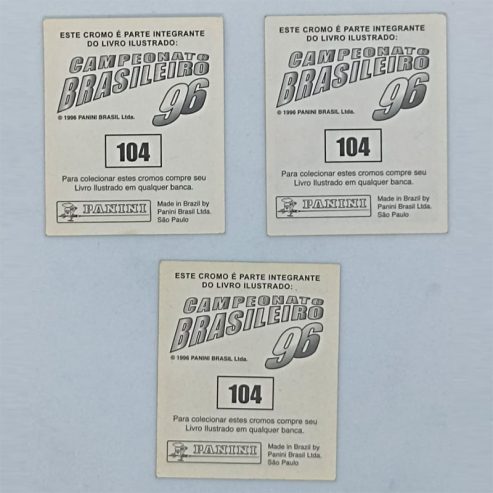 ESTE CROMO É PARTE INTEGRANTE
DO LIVRO ILUSTRADO:
CAMPEONATO
BRASILEIRO
96
© 1996 PANINI BRASIL Ltda.
104
Para colecionar estes cromos compre seu
Livro Ilustrado em qualquer banca.
PANINI
Made in Brazil by
Panini Brasil Ltda.
São Paulo
ESTE CROMO É PARTE INTEGRANTE
DO LIVRO ILUSTRADO:
CAMPEONATO
BRASILEIRO
96
© 1996 PANINI BRASIL Ltda.
104
Para colecionar estes cromos compre seu
Livro Ilustrado em qualquer banca.
PANINI
Made in Brazil by
Panini Brasil Ltda.
São Paulo
ESTE CROMO É PARTE INTEGRANTE
DO LIVRO ILUSTRADO:
CAMPEONATO
BRASILEIRO
96
© 1996 PANINI BRASIL Ltda.
104
Para colecionar estes cromos compre seu
Livro Ilustrado em qualquer banca.
PANINI
Made in Brazil by
Panini Brasil Ltda.
São Paulo